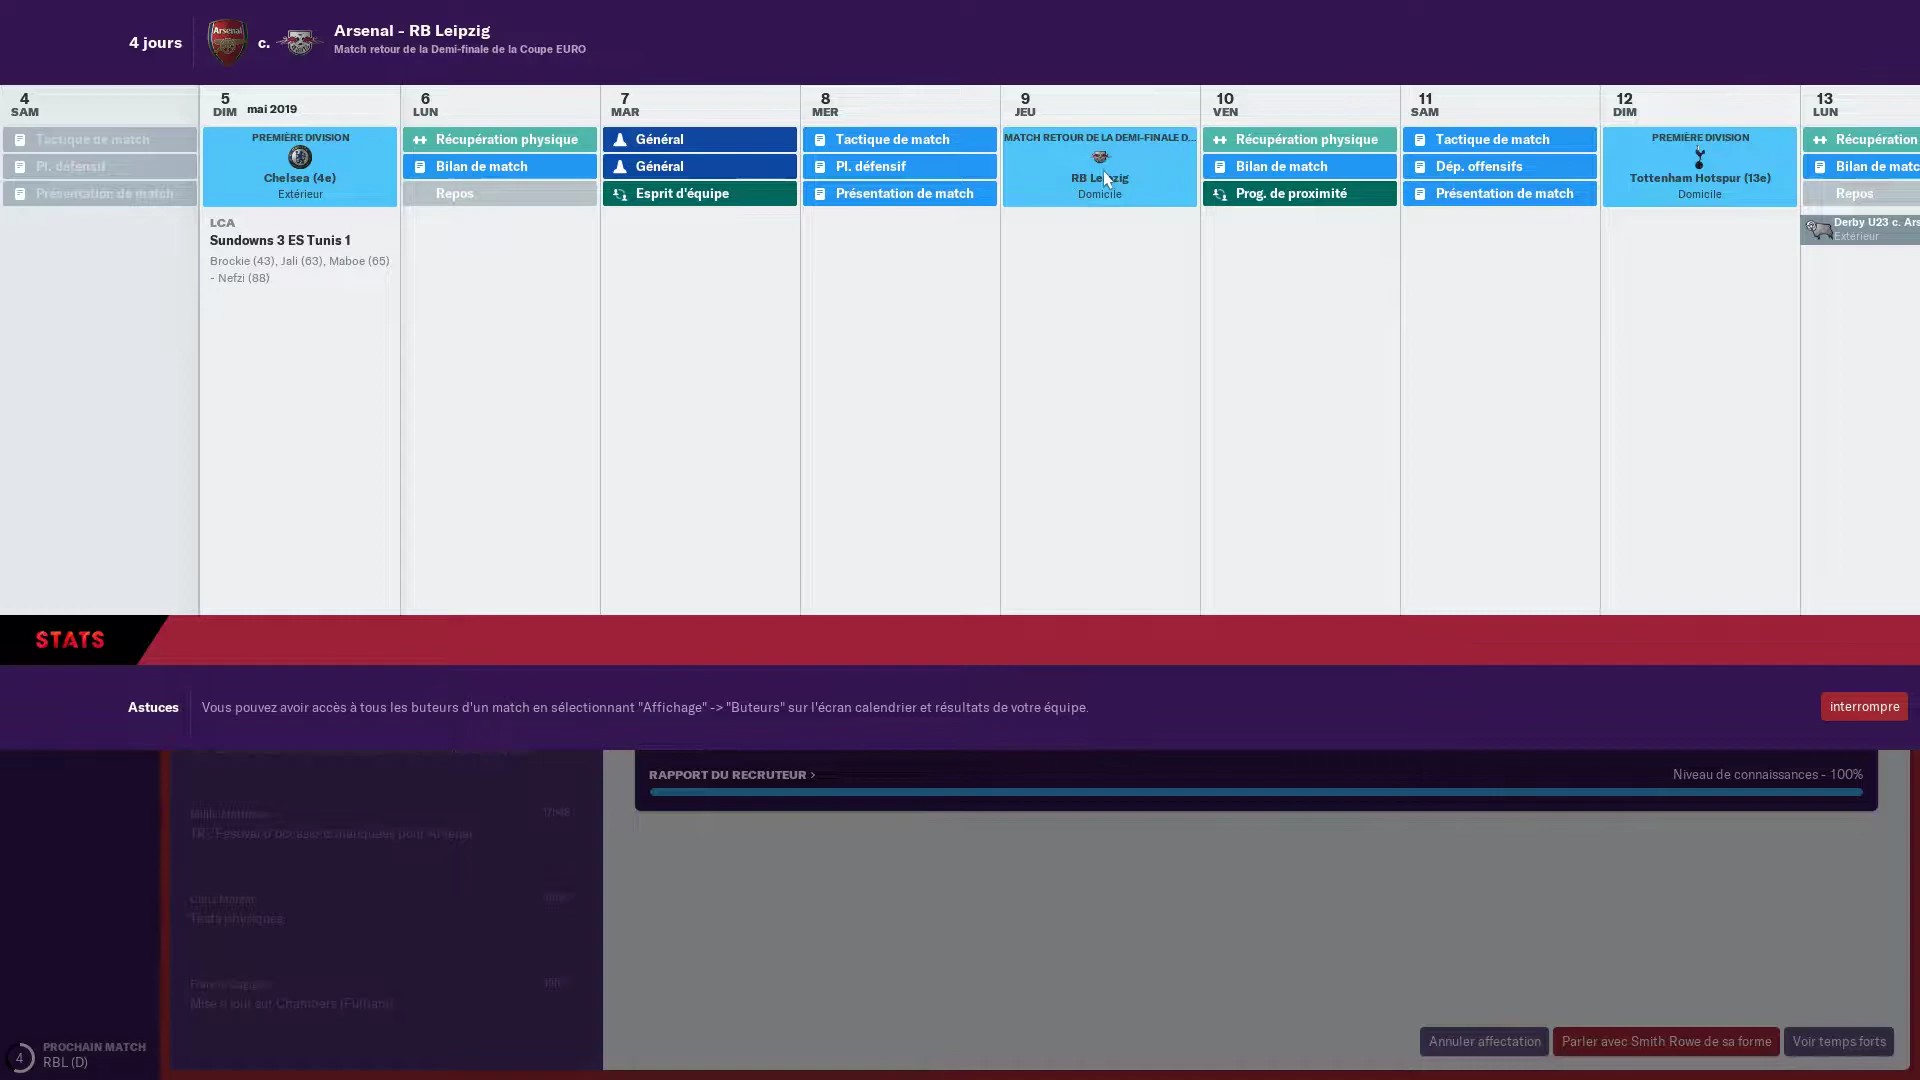 4 jours
c.
Arsenal - RB Leipzig
Match retour de la Demi-finale de la Coupe EURO
4
SAM
Tactique de match
Pl. défensif
Présentation de match
5
DIM mai 2019
PREMIÈRE DIVISION
Chelsea (4e)
Extérieur
LCA
Sundowns 3 ES Tunis 1
Brockie (43), Jali (63), Maboe (65)
- Nefzi (88)
6
LUN
Récupération physique
Bilan de match
Repos
7
MAR
Général
Général
Esprit d'équipe
8
MER
Tactique de match
Pl. défensif
Présentation de match
9
JEU
MATCH RETOUR DE LA DEMI-FINALE D...
RB Leipzig
Domicile
10
VEN
Récupération physique
Bilan de match
Prog. de proximité
11
SAM
Tactique de match
Dép. offensifs
Présentation de match
12
DIM
PREMIÈRE DIVISION
Tottenham Hotspur (13e)
Domicile
13
LUN
Récupération
Bilan de matc
Repos
Derby U23 c. Ars
Extérieur
STATS
Astuces
Vous pouvez avoir accès à tous les buteurs d'un match en sélectionnant "Affichage" -> "Buteurs" sur l'écran calendrier et résultats de votre équipe.
interrompre
RAPPORT DU RECRUTEUR >
Niveau de connaissances - 100%
Tests physiques
Mise à jour sur Chambers (Fulham)
4
PROCHAIN MATCH
RBL (D)
Annuler affectation
Parler avec Smith Rowe de sa forme
Voir temps forts